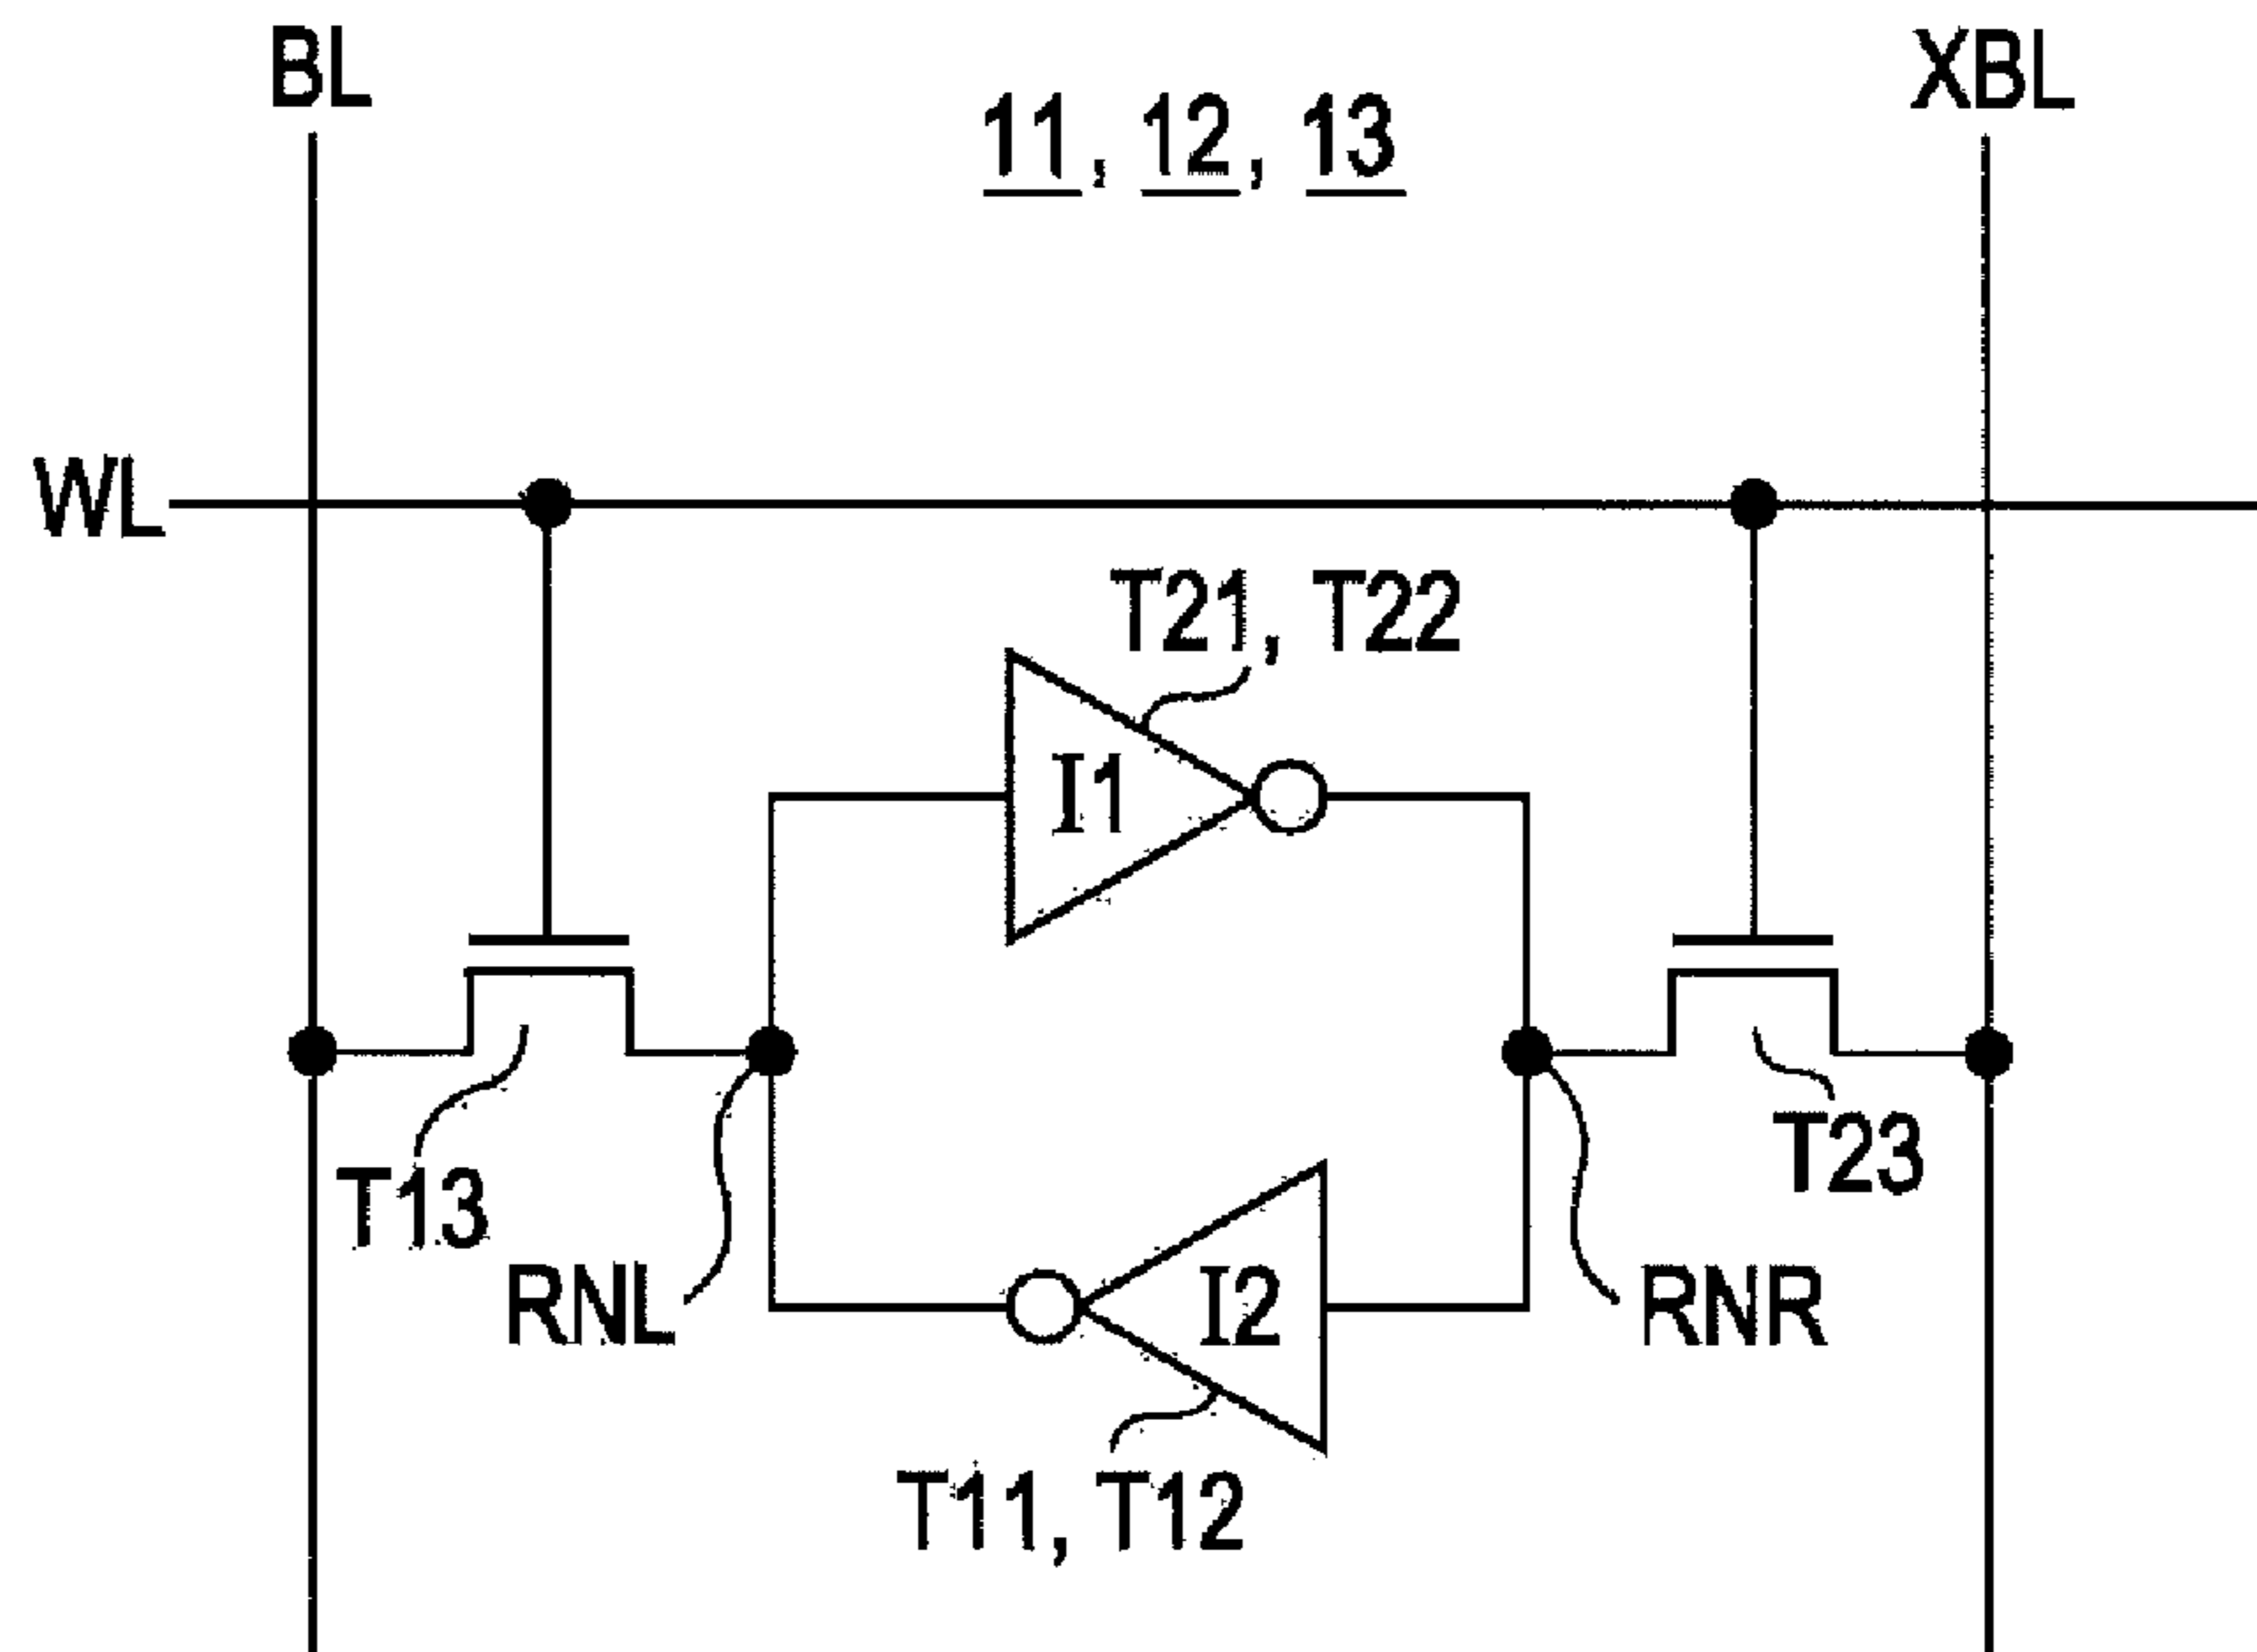 BL
XBL
11, 12, 13
WL
T21, T22
I1
T13
T23
RNL
I2
RNR
T11, T12